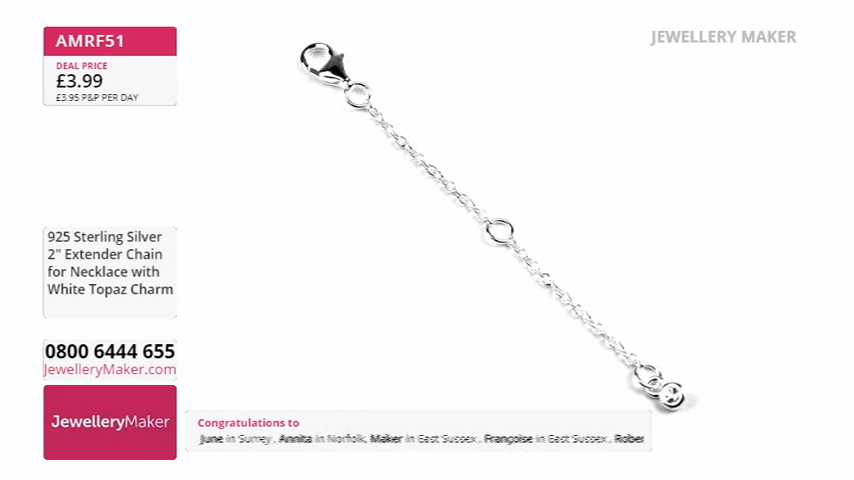 AMRF51
DEAL PRICE
£3.99
£3.95 P&P PER DAY
JEWELLERY MAKER
925 Sterling Silver
2" Extender Chain
for Necklace with
White Topaz Charm
0800 6444 655
JewelleryMaker.com
JewelleryMaker
Congratulations to
June in Surrey, Annita in Norfolk, Maker in East Sussex, Françoise in East Sussex, Rober